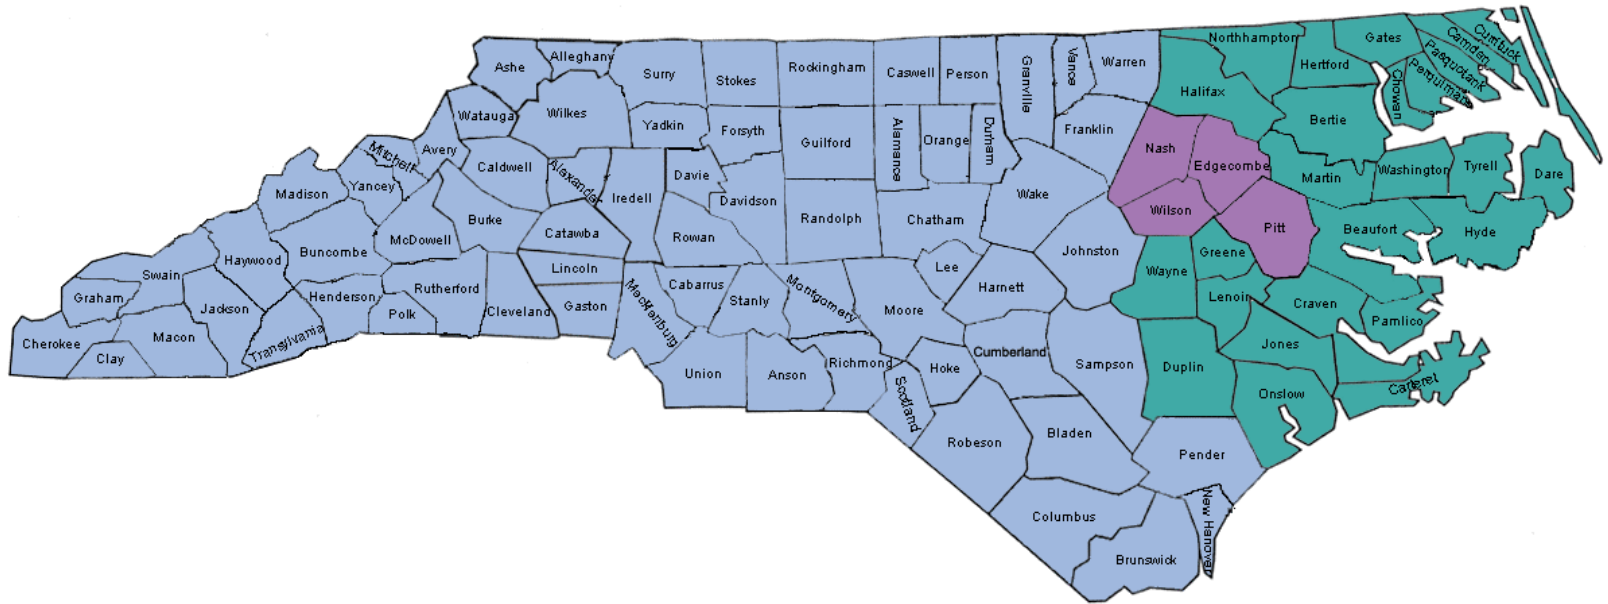 Ashe
Alleghany
Surry
Stokes
Rockingham
Caswell
Person
Granville
Vance
Warren
Northhampton
Gates
Camden
Currituck
Pasquotank
Perquimans
Chowan
Hertford
Halifax
Bertie
Watauga
Wilkes
Yadkin
Forsyth
Guilford
Alamance
Orange
Durham
Franklin
Nash
Edgecombe
Martin
Washington
Tyrell
Dare
Mitchell
Avery
Caldwell
Alexander
Iredell
Davie
Davidson
Randolph
Chatham
Wake
Wilson
Pitt
Beaufort
Hyde
Madison
Yancey
Burke
Catawba
Rowan
Johnston
Greene
Wayne
Buncombe
McDowell
Haywood
Swain
Lincoln
Lee
Harnett
Lenoir
Craven
Pamlico
Graham
Jackson
Henderson
Rutherford
Polk
Cleveland
Gaston
Mecklenburg
Cabarrus
Stanly
Montgomery
Moore
Cherokee
Clay
Macon
Transylvania
Union
Anson
Richmond
Scotland
Hoke
Cumberland
Sampson
Duplin
Jones
Onslow
Carteret
Robeson
Bladen
Pender
Columbus
Brunswick
New Hanover